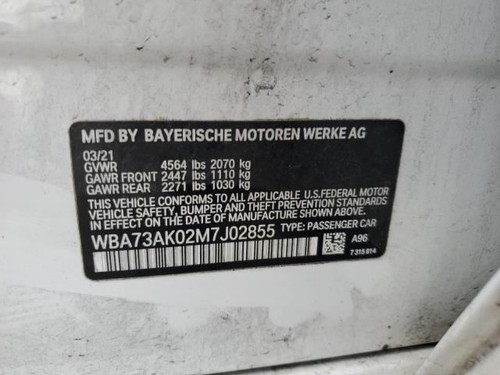 MFD BY BAYERISCHE MOTOREN WERKE AG
03/21
GVWR 4564 lbs 2070 kg
GAWR FRONT 2447 lbs 1110 kg
GAWR REAR 2271 lbs 1030 kg
THIS VEHICLE CONFORMS TO ALL APPLICABLE U.S.FEDERAL MOTOR
VEHICLE SAFETY, BUMPER AND THEFT PREVENTION STANDARDS
IN EFFECT ON THE DATE OF MANUFACTURE SHOWN ABOVE.
WBA73AK02M7J02855 TYPE: PASSENGER CAR
A96
7 315 814